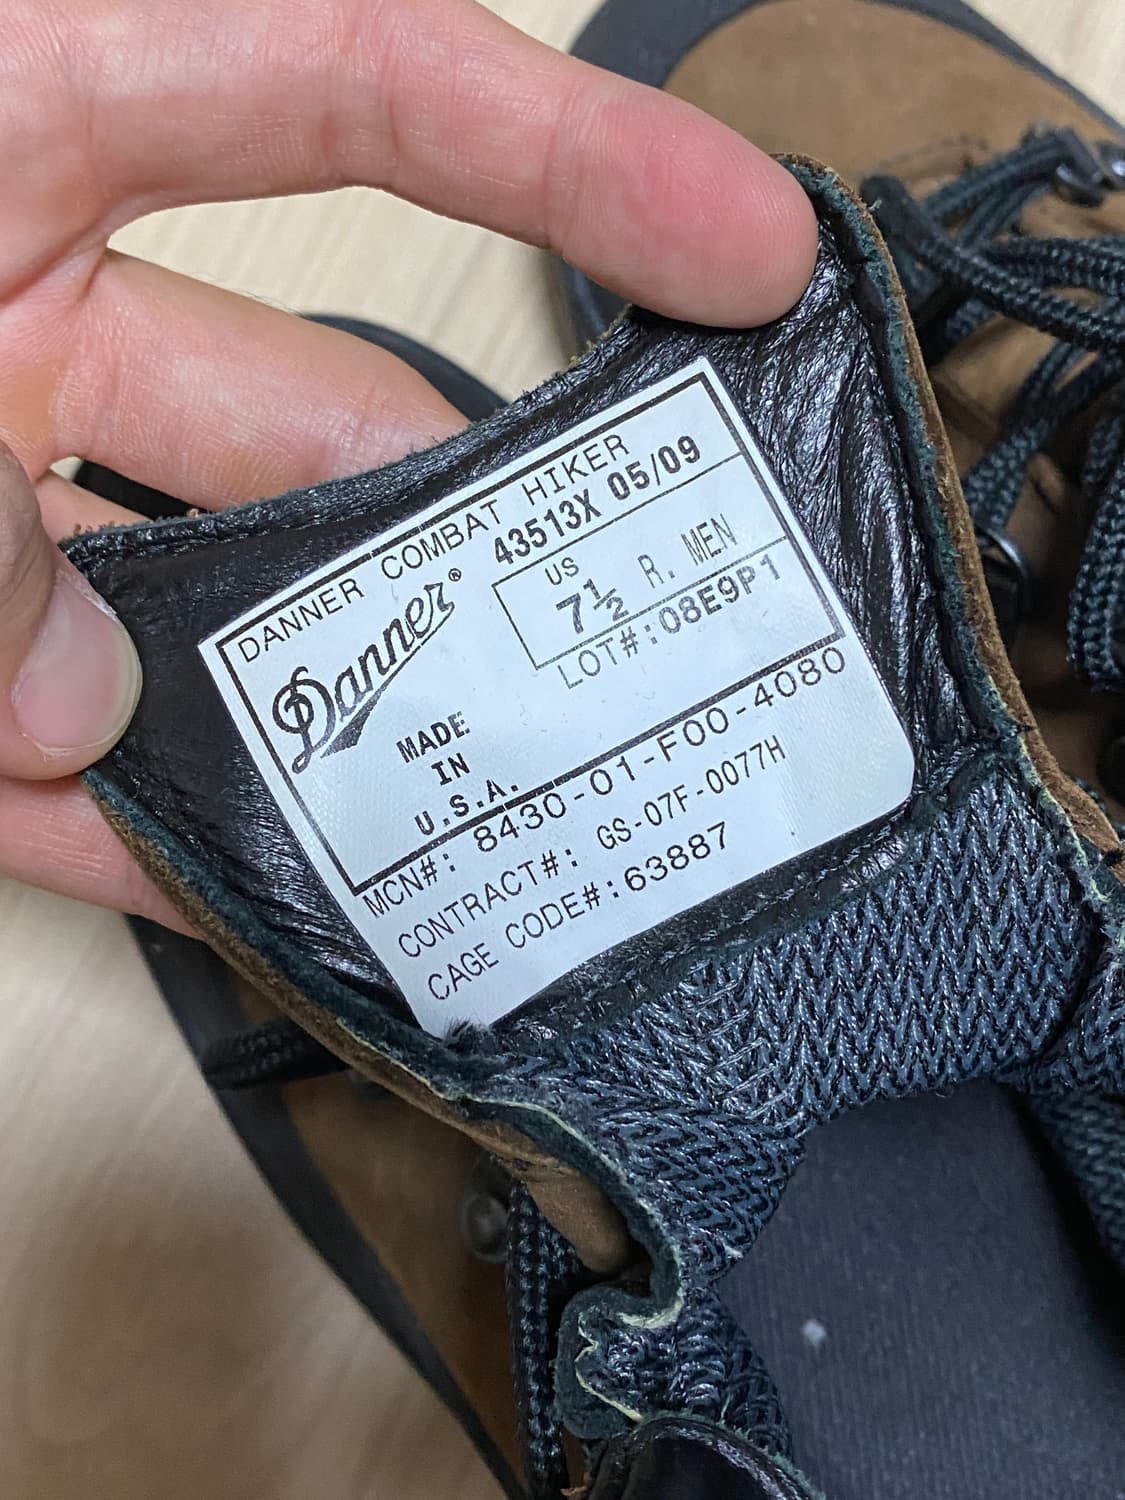 DANNER COMBAT HIKER
43513X 05/09
Danner®
US
7½ R. MEN
LOT#:08E9P1
MADE
IN
U.S.A.
MCN#: 8430-01-F00-4080
CONTRACT#: GS-07F-0077H
CAGE CODE#:63887